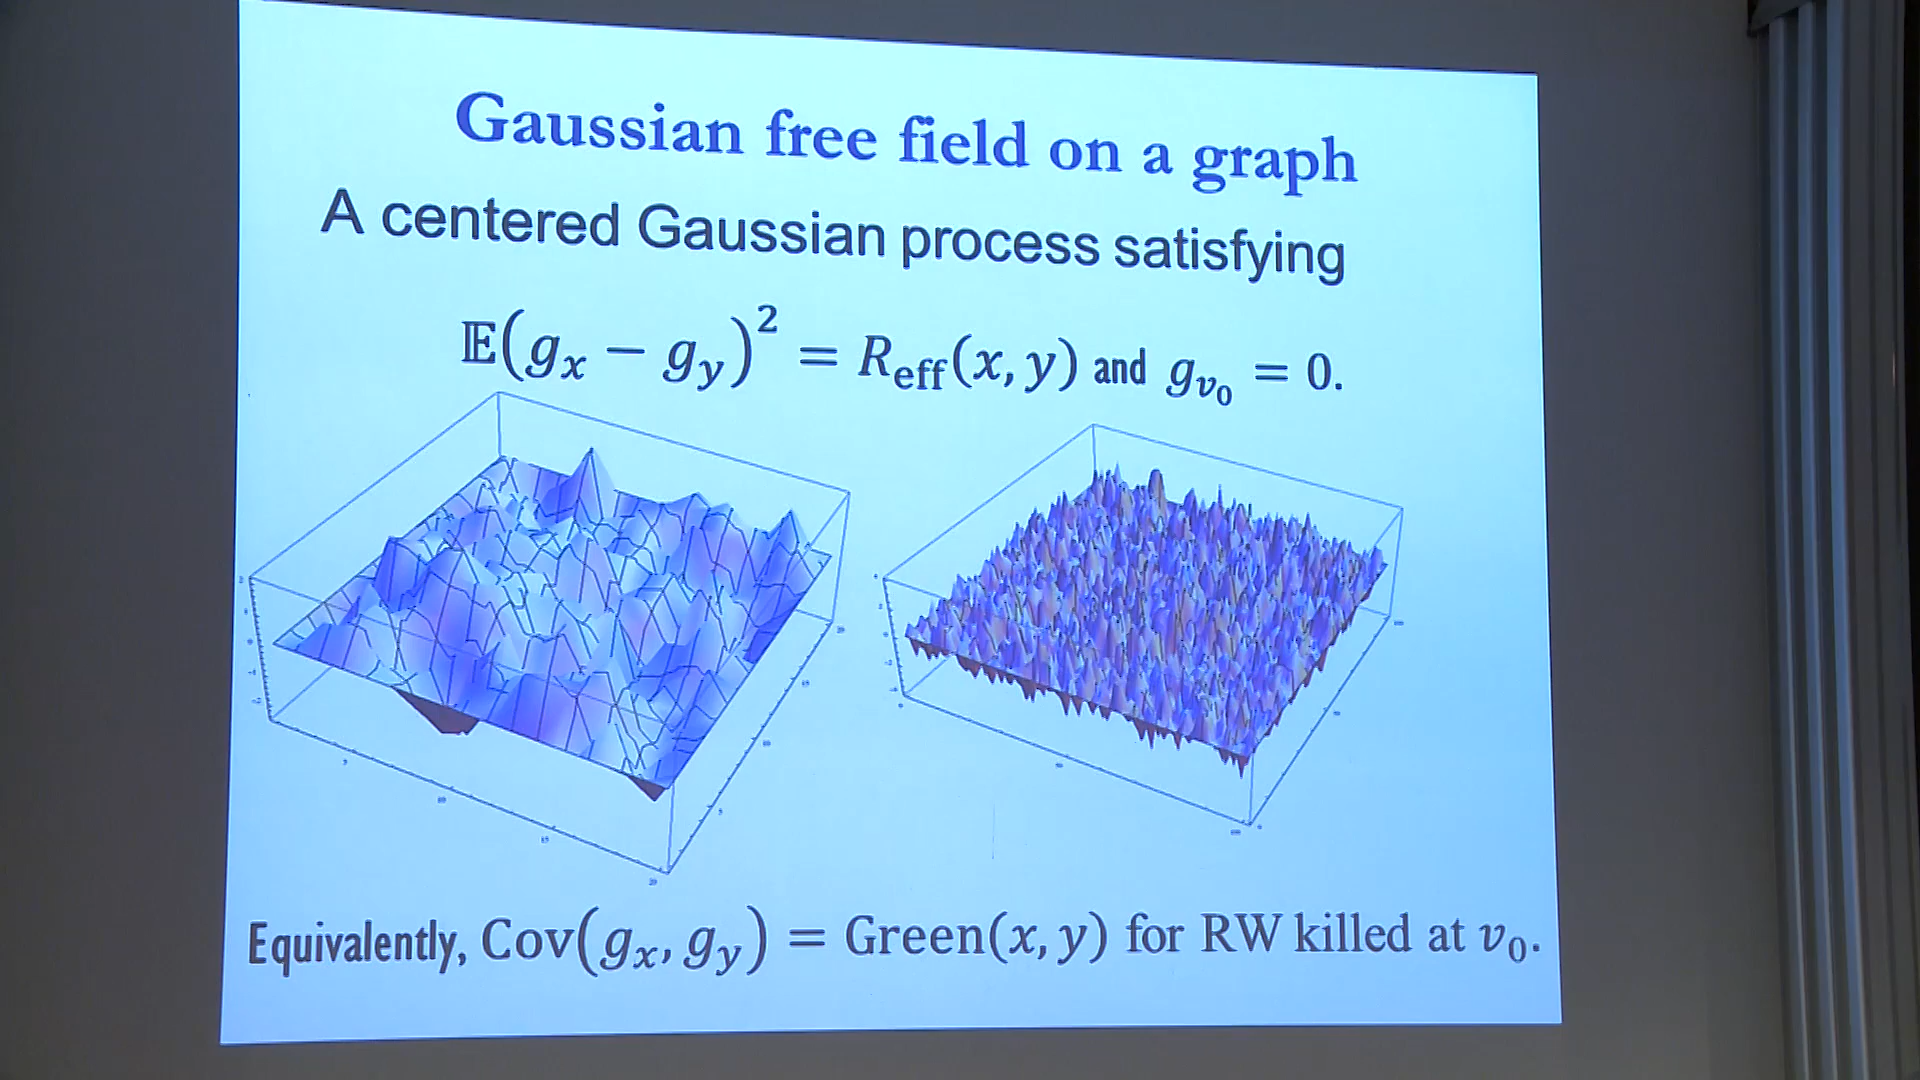 Gaussian free field on a graph
A centered Gaussian process satisfying
𝔼(g_x − g_y)^2 = R_eff(x, y) and g_{v_0} = 0.
Equivalently, Cov(g_x, g_y) = Green(x, y) for RW killed at v_0.